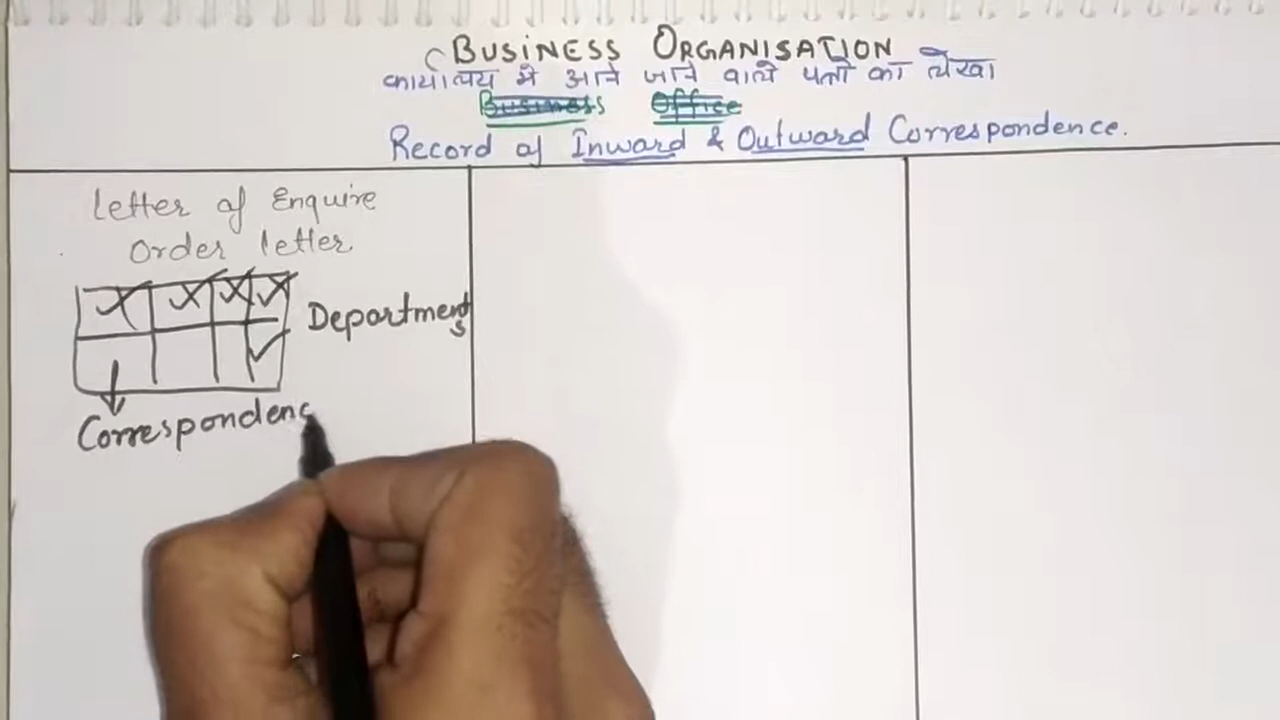 BUSINESS ORGANISATION
कार्यालय मे आने जाने वाले पत्रो का लेखा
Business Office
Record of Inward & Outward Correspondence.
Letter of Enquire
Order letter
Departments
Correspondenc